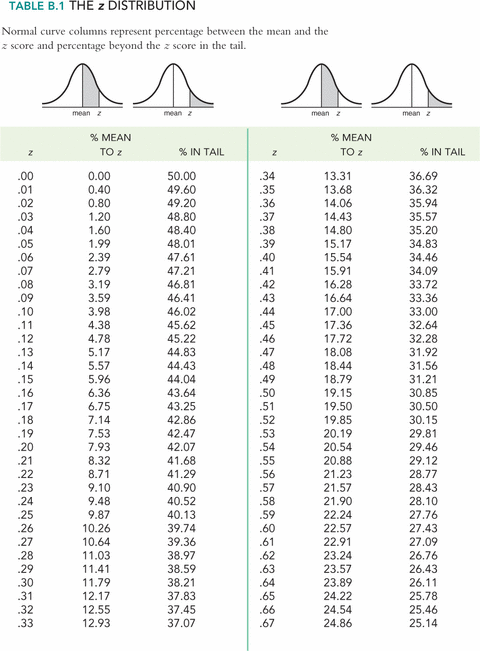 TABLE B.1 THE z DISTRIBUTION
Normal curve columns represent percentage between the mean and the
z score and percentage beyond the z score in the tail.
mean z mean z mean z mean z
% MEAN % MEAN
z TO z % IN TAIL z TO z % IN TAIL
.00 0.00 50.00 .34 13.31 36.69
.01 0.40 49.60 .35 13.68 36.32
.02 0.80 49.20 .36 14.06 35.94
.03 1.20 48.80 .37 14.43 35.57
.04 1.60 48.40 .38 14.80 35.20
.05 1.99 48.01 .39 15.17 34.83
.06 2.39 47.61 .40 15.54 34.46
.07 2.79 47.21 .41 15.91 34.09
.08 3.19 46.81 .42 16.28 33.72
.09 3.59 46.41 .43 16.64 33.36
.10 3.98 46.02 .44 17.00 33.00
.11 4.38 45.62 .45 17.36 32.64
.12 4.78 45.22 .46 17.72 32.28
.13 5.17 44.83 .47 18.08 31.92
.14 5.57 44.43 .48 18.44 31.56
.15 5.96 44.04 .49 18.79 31.21
.16 6.36 43.64 .50 19.15 30.85
.17 6.75 43.25 .51 19.50 30.50
.18 7.14 42.86 .52 19.85 30.15
.19 7.53 42.47 .53 20.19 29.81
.20 7.93 42.07 .54 20.54 29.46
.21 8.32 41.68 .55 20.88 29.12
.22 8.71 41.29 .56 21.23 28.77
.23 9.10 40.90 .57 21.57 28.43
.24 9.48 40.52 .58 21.90 28.10
.25 9.87 40.13 .59 22.24 27.76
.26 10.26 39.74 .60 22.57 27.43
.27 10.64 39.36 .61 22.91 27.09
.28 11.03 38.97 .62 23.24 26.76
.29 11.41 38.59 .63 23.57 26.43
.30 11.79 38.21 .64 23.89 26.11
.31 12.17 37.83 .65 24.22 25.78
.32 12.55 37.45 .66 24.54 25.46
.33 12.93 37.07 .67 24.86 25.14